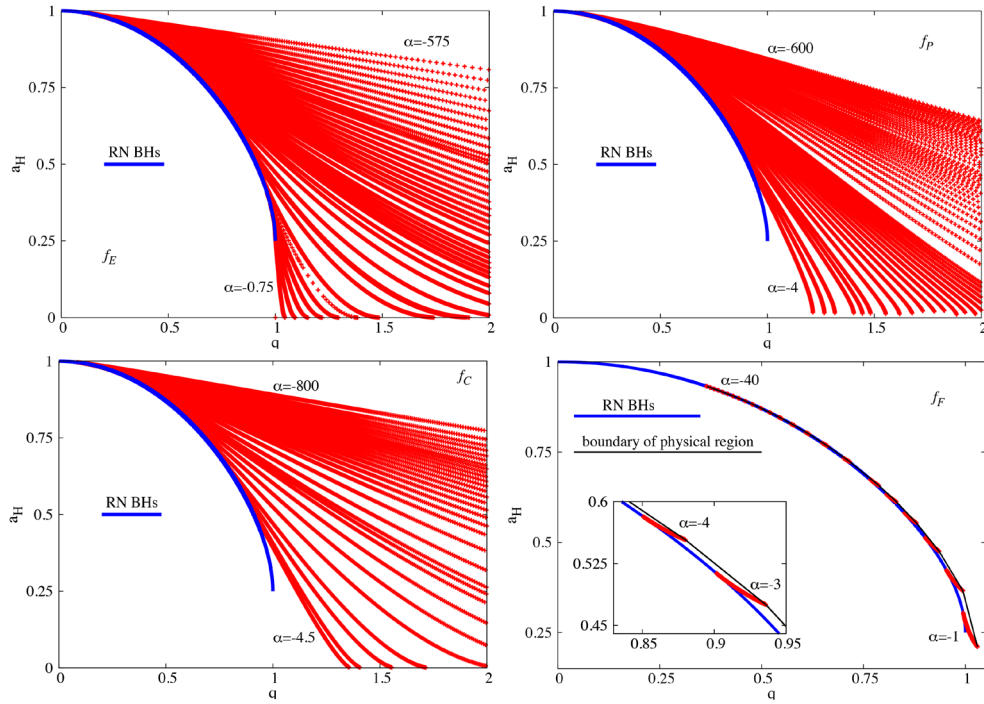 1
α=-575
0.75
a_H
RN BHs
0.5
0.25
f_E
α=-0.75
0
0 0.5 1 1.5 2
q
1
α=-600
f_P
0.75
a_H
RN BHs
0.5
0.25
α=-4
0
0 0.5 1 1.5 2
q
1
α=-800
f_C
0.75
a_H
RN BHs
0.5
0.25
α=-4.5
0
0 0.5 1 1.5 2
q
1
α=-40
f_F
RN BHs
boundary of physical region
0.75
a_H
0.5
0.25
0.6
0.525
0.45
α=-4
α=-3
0.85 0.9 0.95
α=-1
0 0.25 0.5 0.75 1
q